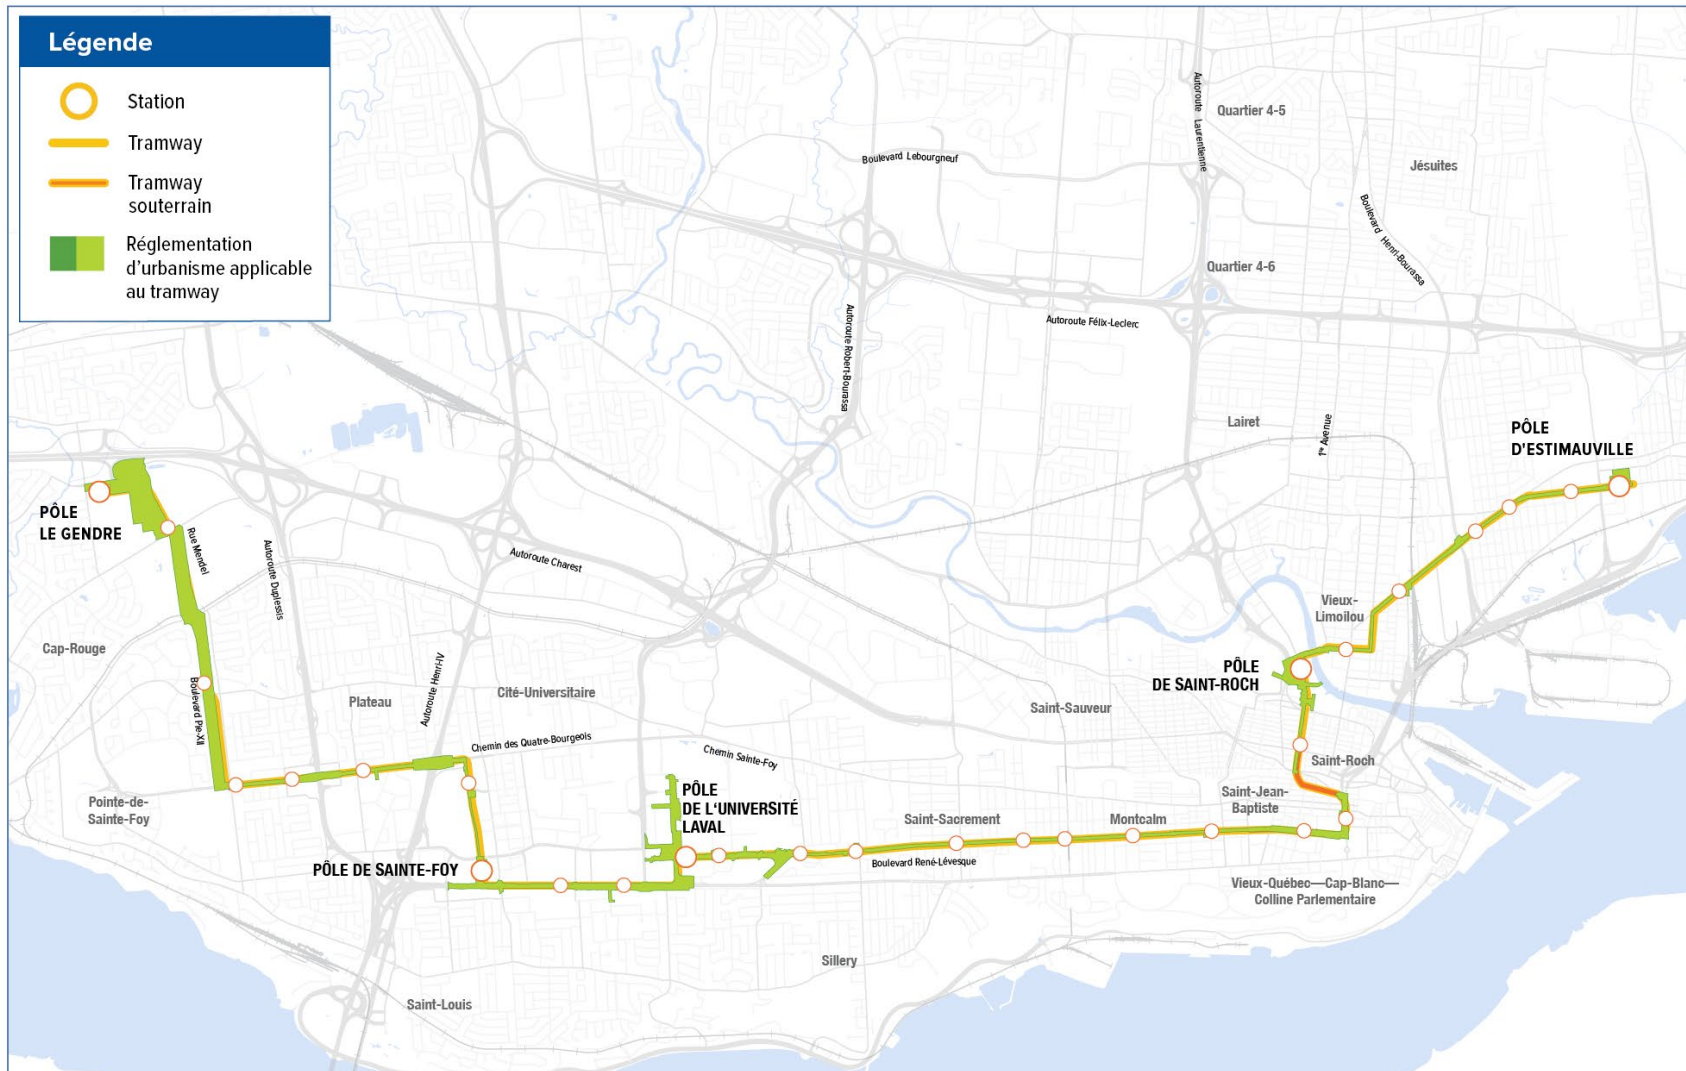 Légende
Station
Tramway
Tramway
souterrain
Réglementation
d'urbanisme applicable
au tramway
Quartier 4-5
Autoroute Laurentienne
Boulevard Lebourgneuf
Jésuites
Boulevard Henri-Bourassa
Quartier 4-6
Autoroute Félix-Leclerc
Autoroute Robert-Bourassa
Lairet
1re Avenue
PÔLE
D'ESTIMAUVILLE
PÔLE
LE GENDRE
Rue Mendel
Autoroute Duplessis
Autoroute Charest
Vieux-
Limoilou
Cap-Rouge
PÔLE
DE SAINT-ROCH
Boulevard Pie-XII
Plateau
Autoroute Henri-IV
Cité-Universitaire
Saint-Sauveur
Chemin des Quatre-Bourgeois
Chemin Sainte-Foy
Saint-Roch
Pointe-de-
Sainte-Foy
PÔLE
DE L'UNIVERSITÉ
LAVAL
Saint-Jean-
Baptiste
Saint-Sacrement
Montcalm
PÔLE DE SAINTE-FOY
Boulevard René-Lévesque
Vieux-Québec—Cap-Blanc—
Colline Parlementaire
Sillery
Saint-Louis